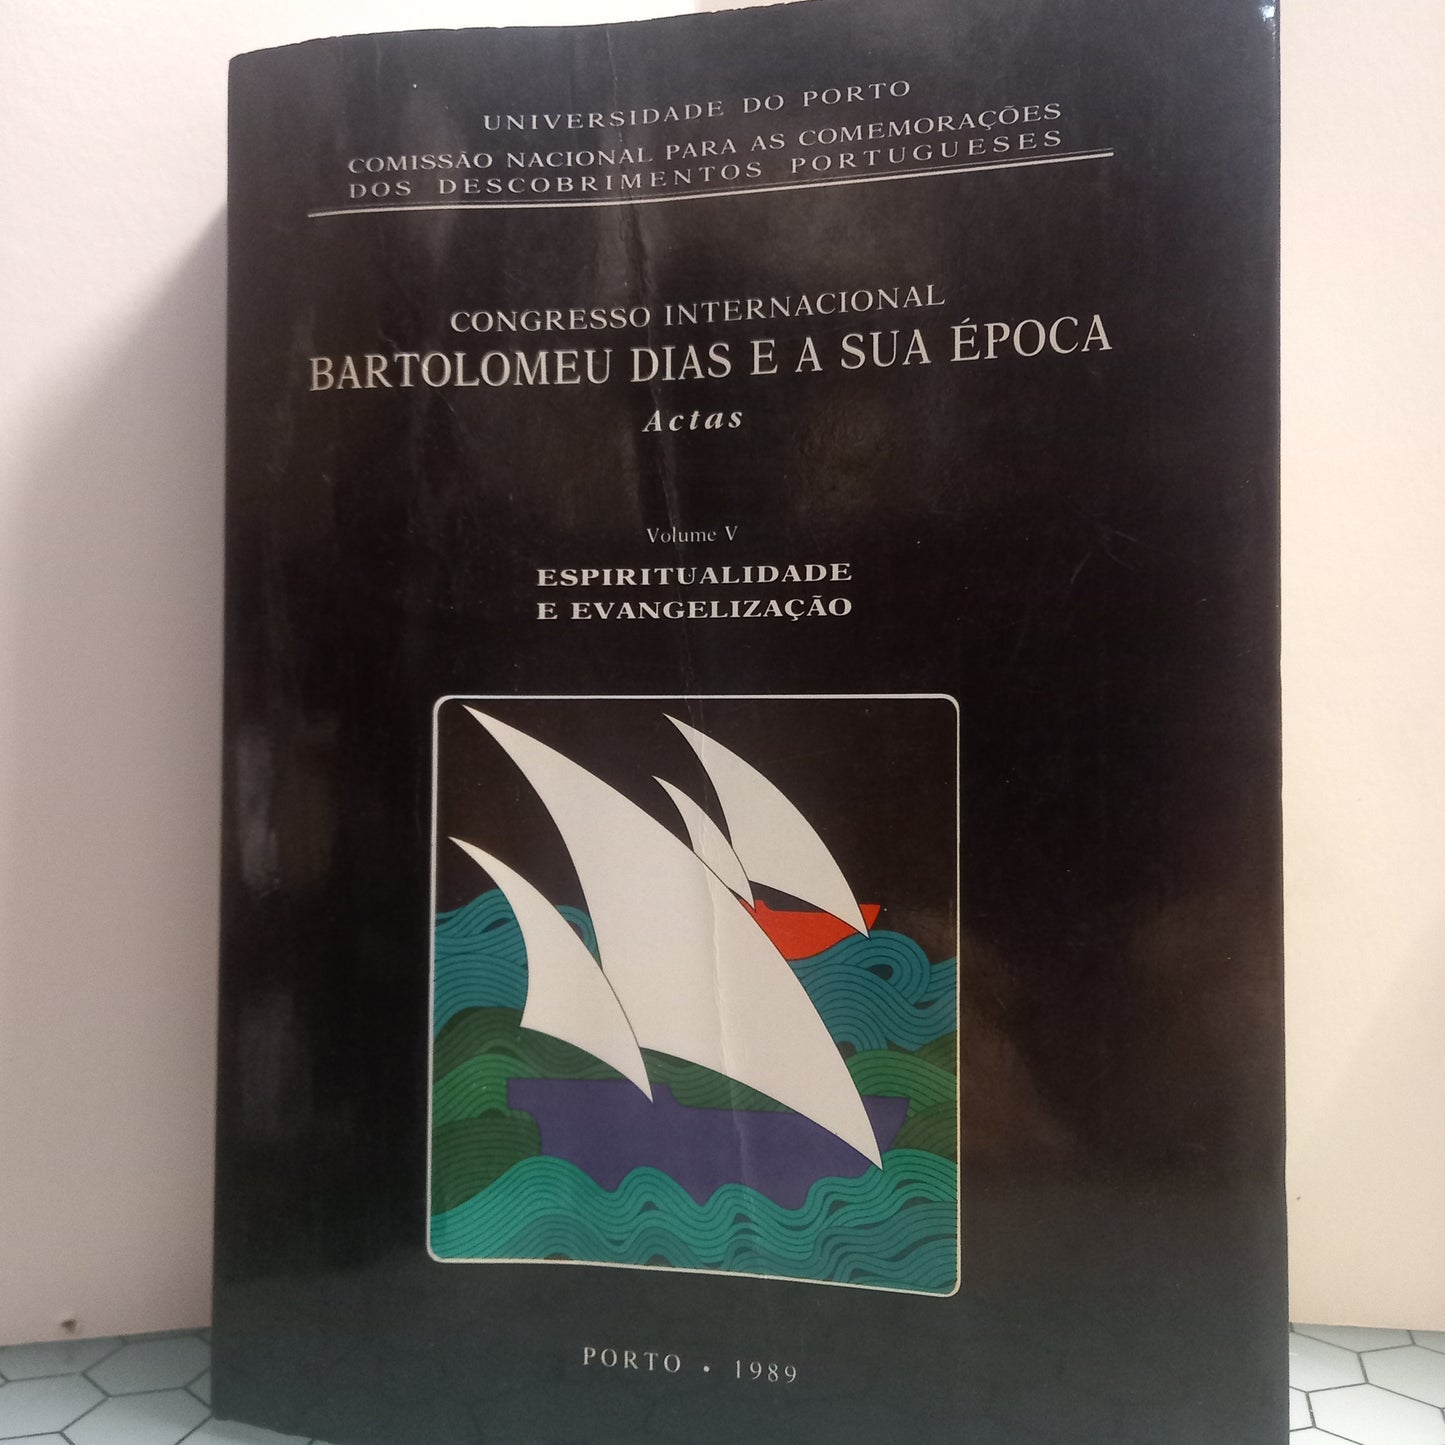 UNIVERSIDADE DO PORTO
COMISSÃO NACIONAL PARA AS COMEMORAÇÕES
DOS DESCOBRIMENTOS PORTUGUESES
CONGRESSO INTERNACIONAL
BARTOLOMEU DIAS E A SUA ÉPOCA
Actas
Volume V
ESPIRITUALIDADE
E EVANGELIZAÇÃO
PORTO • 1989